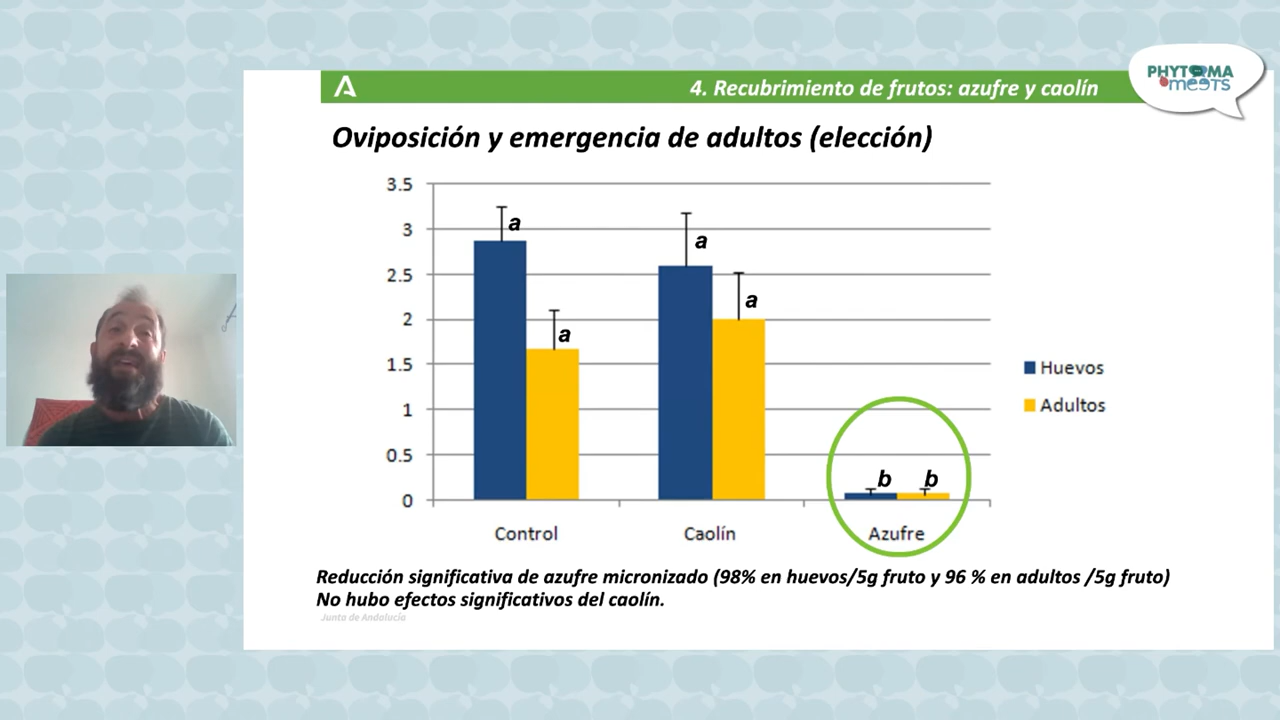 PHYTOMA
meets
4. Recubrimiento de frutos: azufre y caolín
Oviposición y emergencia de adultos (elección)
3.5
3
2.5
2
1.5
1
0.5
0
a
a
a
a
b
b
Control
Caolín
Azufre
Huevos
Adultos
Reducción significativa de azufre micronizado (98% en huevos/5g fruto y 96 % en adultos /5g fruto)
No hubo efectos significativos del caolín.
Junta de Andalucía